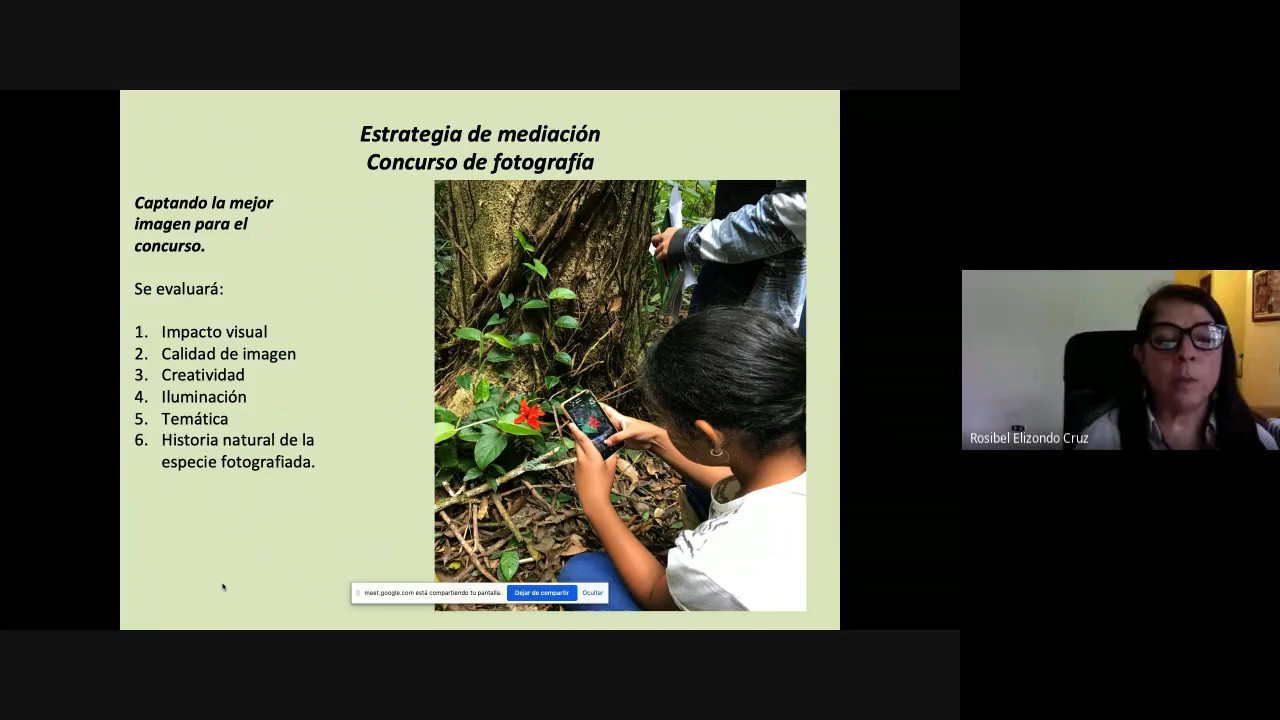 Estrategia de mediación
Concurso de fotografía
Captando la mejor
imagen para el
concurso.
Se evaluará:
1. Impacto visual
2. Calidad de imagen
3. Creatividad
4. Iluminación
5. Temática
6. Historia natural de la
especie fotografiada.
meet.google.com está compartiendo tu pantalla. Dejar de compartir Ocultar
Rosibel Elizondo Cruz